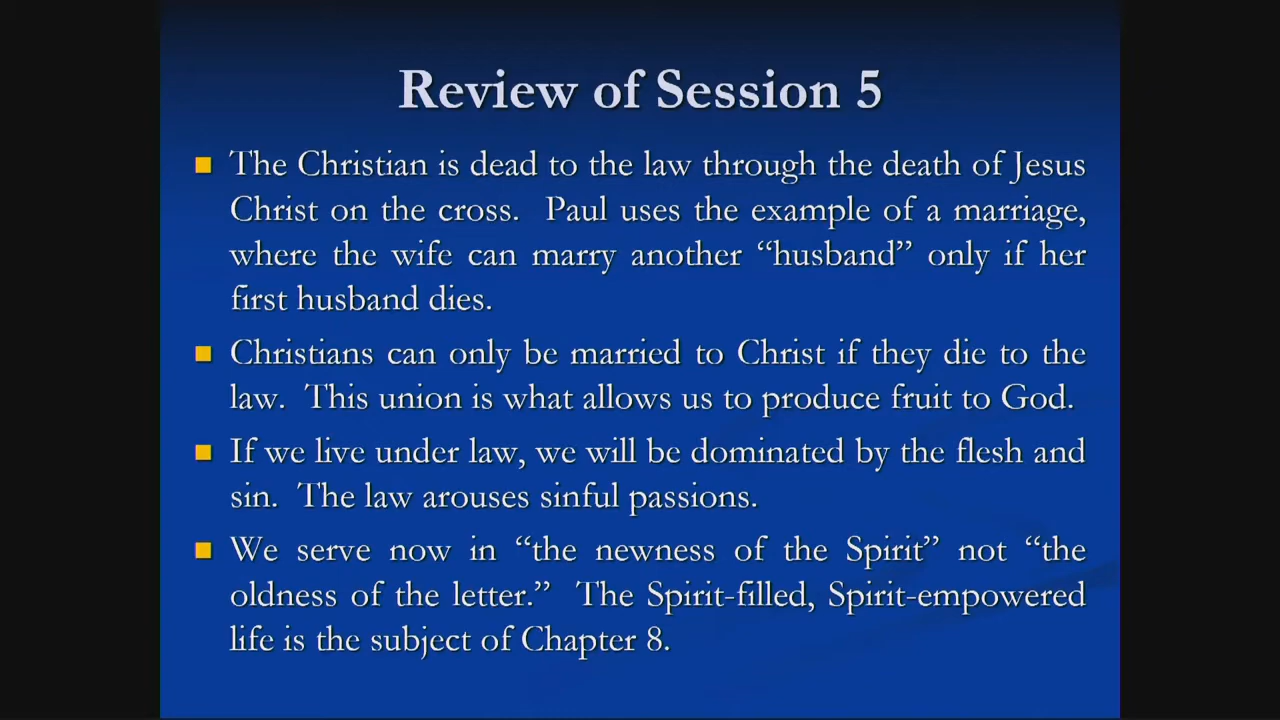 Review of Session 5
The Christian is dead to the law through the death of Jesus
Christ on the cross.  Paul uses the example of a marriage,
where the wife can marry another “husband” only if her
first husband dies.
Christians can only be married to Christ if they die to the
law.  This union is what allows us to produce fruit to God.
If we live under law, we will be dominated by the flesh and
sin.  The law arouses sinful passions.
We serve now in “the newness of the Spirit” not “the
oldness of the letter.”  The Spirit-filled, Spirit-empowered
life is the subject of Chapter 8.